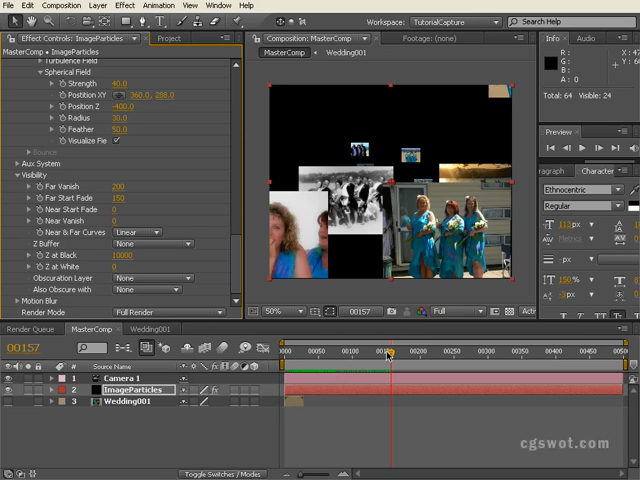 File Edit Composition Layer Effect Animation View Window Help
Workspace: TutorialCapture Search Help
Effect Controls: ImageParticles Project
MasterComp • ImageParticles
Turbulence Field
Spherical Field
Strength 40.0
Postition XY 360.0, 288.0
Position Z -400.0
Radius 30.0
Feather 50.0
Visualize Fie
Bounce
Aux System
Visibility
Far Vanish 200
Far Start Fade 150
Near Start Fade 0
Near Vanish 0
Near & Far Curves Linear
Z Buffer None
Z at Black 10000
Z at White 0
Obscuration Layer None
Also Obscure with None
Motion Blur
Render Mode Full Render
Composition: MasterComp Footage: (none)
MasterComp Wedding001
50% 00157 Full Acti
Info Audio
R:
G:
B:
A: 0
Total: 64 Visible: 24
Preview
aragraph Character
Ethnocentric
Regular
113 px
Metrics
- px
150 %
-3 px
Render Queue MasterComp Wedding001
00157
# Source Name
1 Camera 1
2 ImageParticles
3 Wedding001
00050 00100 00200 00250 00300 00350 00400 00450 00500
Toggle Switches / Modes
cgswot.com